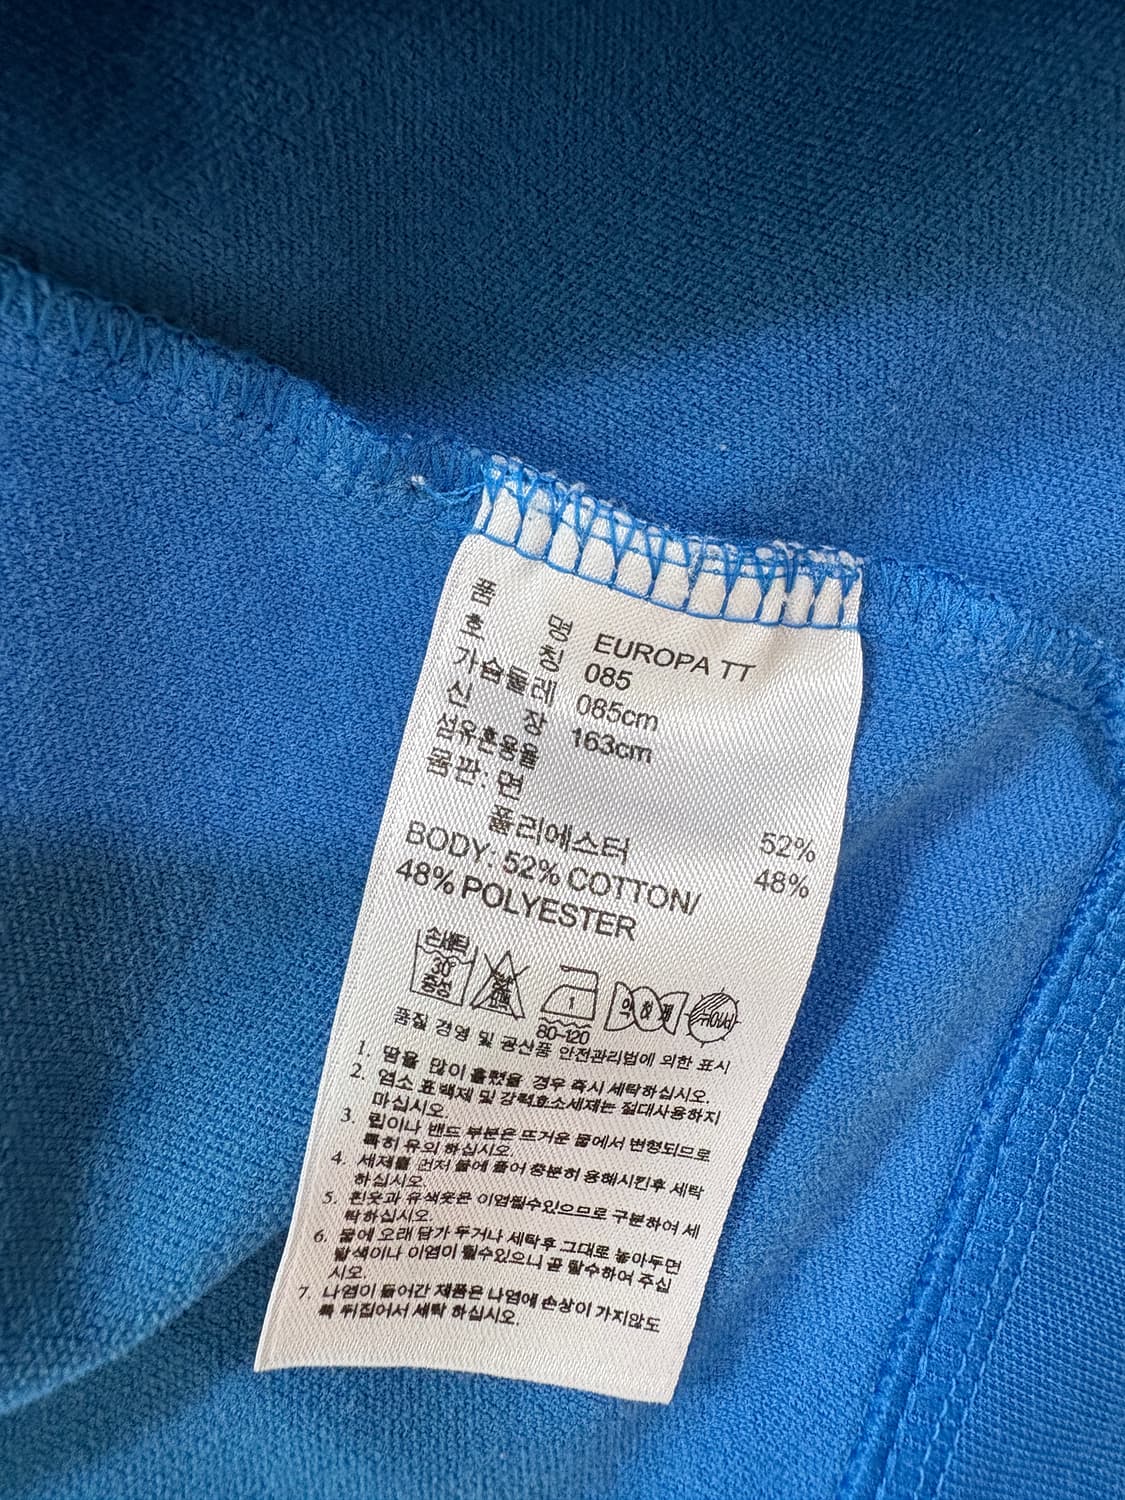 품 명 EUROPA TT
호 칭 085
가슴둘레 085cm
신 장 163cm
섬유혼용율
몸판: 면 52%
폴리에스터 48%
BODY: 52% COTTON/
48% POLYESTER
손세탁
30°
중성
1
80~120
약 하 게
뉘어서
품질 경영 및 공산품 안전관리법에 의한 표시
1. 땀을 많이 흘렸을 경우 즉시 세탁하십시오.
2. 염소 표백제 및 강력효소세제는 절대사용하지
마십시오.
3. 립이나 밴드 부분은 뜨거운 물에서 변형되므로
특히 유의 하십시오.
4. 세제를 먼저 물에 풀어 충분히 용해시킨후 세탁
하십시오.
5. 흰옷과 유색옷은 이염될수있으므로 구분하여 세
탁하십시오.
6. 물에 오래 담가 두거나 세탁후 그대로 놓아두면
탈색이나 이염이 될수있으니 곧 탈수하여 주십
시오.
7. 나염이 들어간 제품은 나염에 손상이 가지않도
록 뒤집어서 세탁 하십시오.